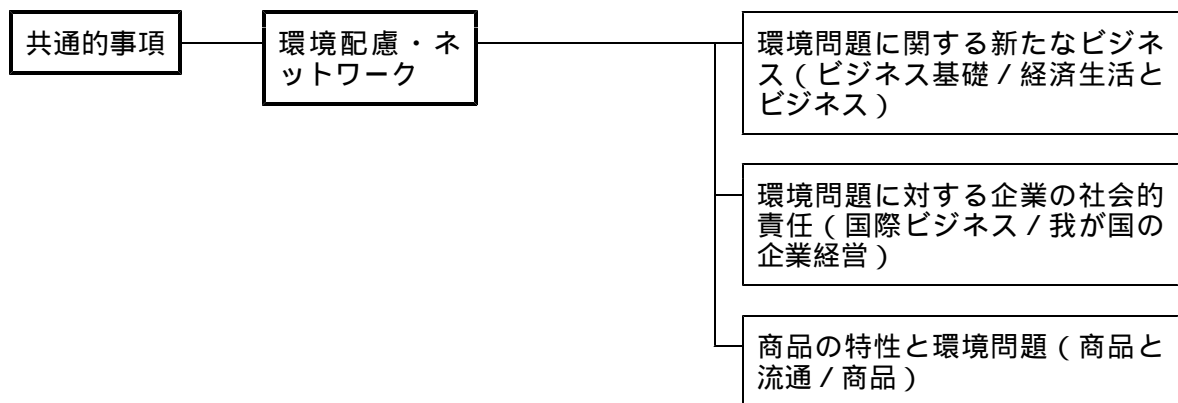 共通的事項
環境配慮・ネ
ットワーク
環境問題に関する新たなビジネ
ス(ビジネス基礎/経済生活と
ビジネス)
環境問題に対する企業の社会的
責任(国際ビジネス/我が国の
企業経営)
商品の特性と環境問題(商品と
流通/商品)